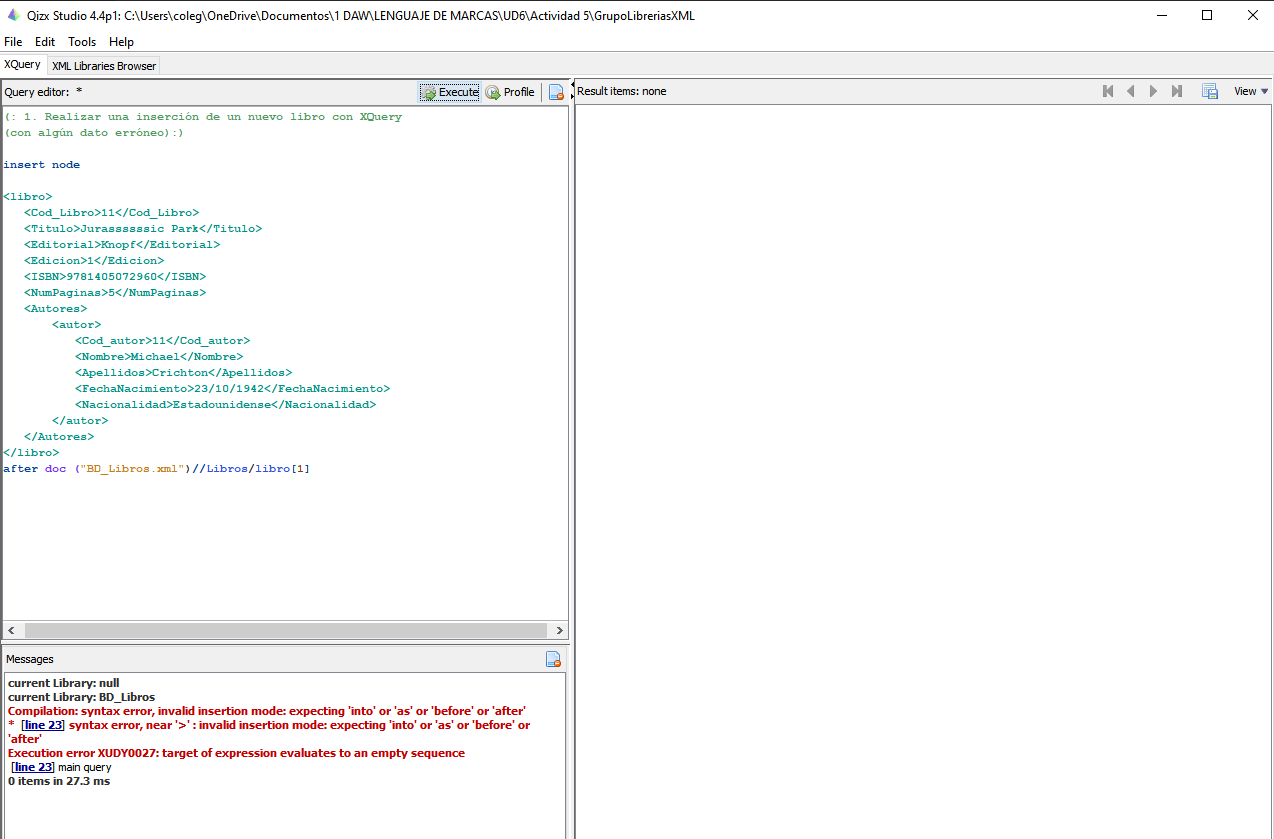 Qizx Studio 4.4p1: C:\Users\coleg\OneDrive\Documentos\1 DAW\LENGUAJE DE MARCAS\UD6\Actividad 5\GrupoLibreriasXML
File Edit Tools Help
XQuery XML Libraries Browser
Query editor: * Execute Profile
(: 1. Realizar una inserción de un nuevo libro con XQuery
(con algún dato erróneo):)
insert node
<libro>
<Cod_Libro>11</Cod_Libro>
<Titulo>Jurassssssic Park</Titulo>
<Editorial>Knopf</Editorial>
<Edicion>1</Edicion>
<ISBN>9781405072960</ISBN>
<NumPaginas>5</NumPaginas>
<Autores>
<autor>
<Cod_autor>11</Cod_autor>
<Nombre>Michael</Nombre>
<Apellidos>Crichton</Apellidos>
<FechaNacimiento>23/10/1942</FechaNacimiento>
<Nacionalidad>Estadounidense</Nacionalidad>
</autor>
</Autores>
</libro>
after doc ("BD_Libros.xml")//Libros/libro[1]
Messages
current Library: null
current Library: BD_Libros
Compilation: syntax error, invalid insertion mode: expecting 'into' or 'as' or 'before' or 'after'
* [line 23] syntax error, near '>' : invalid insertion mode: expecting 'into' or 'as' or 'before' or
'after'
Execution error XUDY0027: target of expression evaluates to an empty sequence
[line 23] main query
0 items in 27.3 ms
Result items: none
View